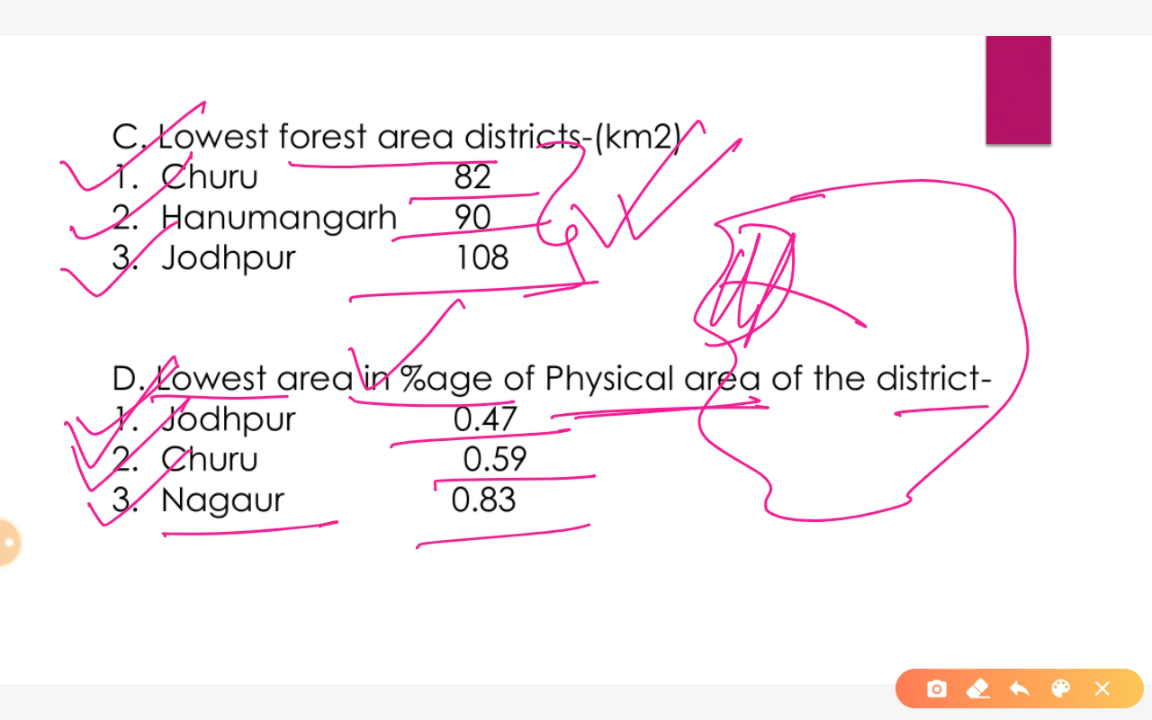 C. Lowest forest area districts-(km2)
1. Churu 82
2. Hanumangarh 90
3. Jodhpur 108
D. Lowest area in %age of Physical area of the district-
1. Jodhpur 0.47
2. Churu 0.59
3. Nagaur 0.83